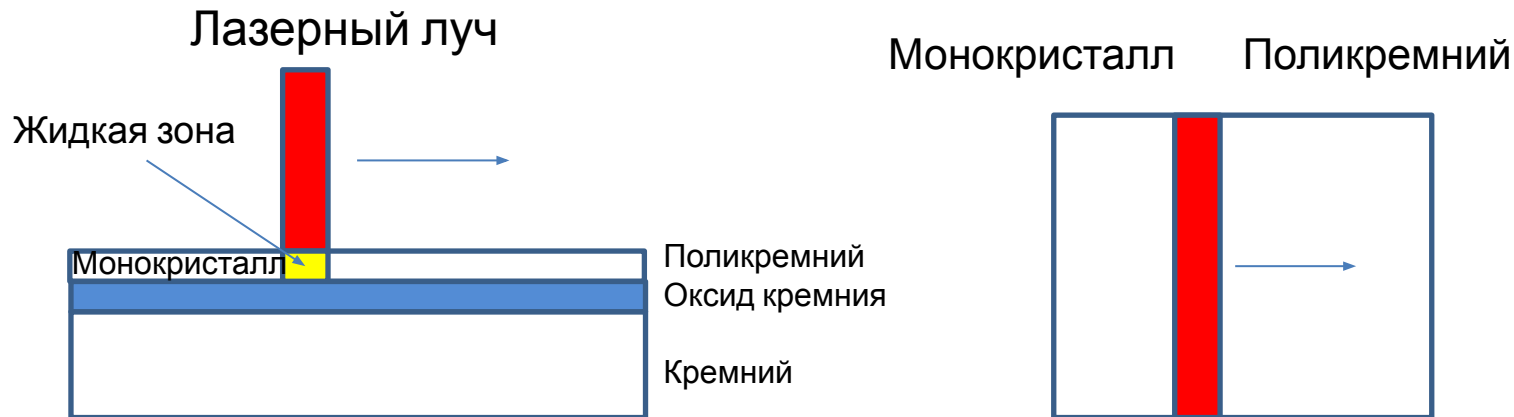 Лазерный луч
Монокристалл Поликремний
Жидкая зона
Монокристалл
Поликремний
Оксид кремния
Кремний